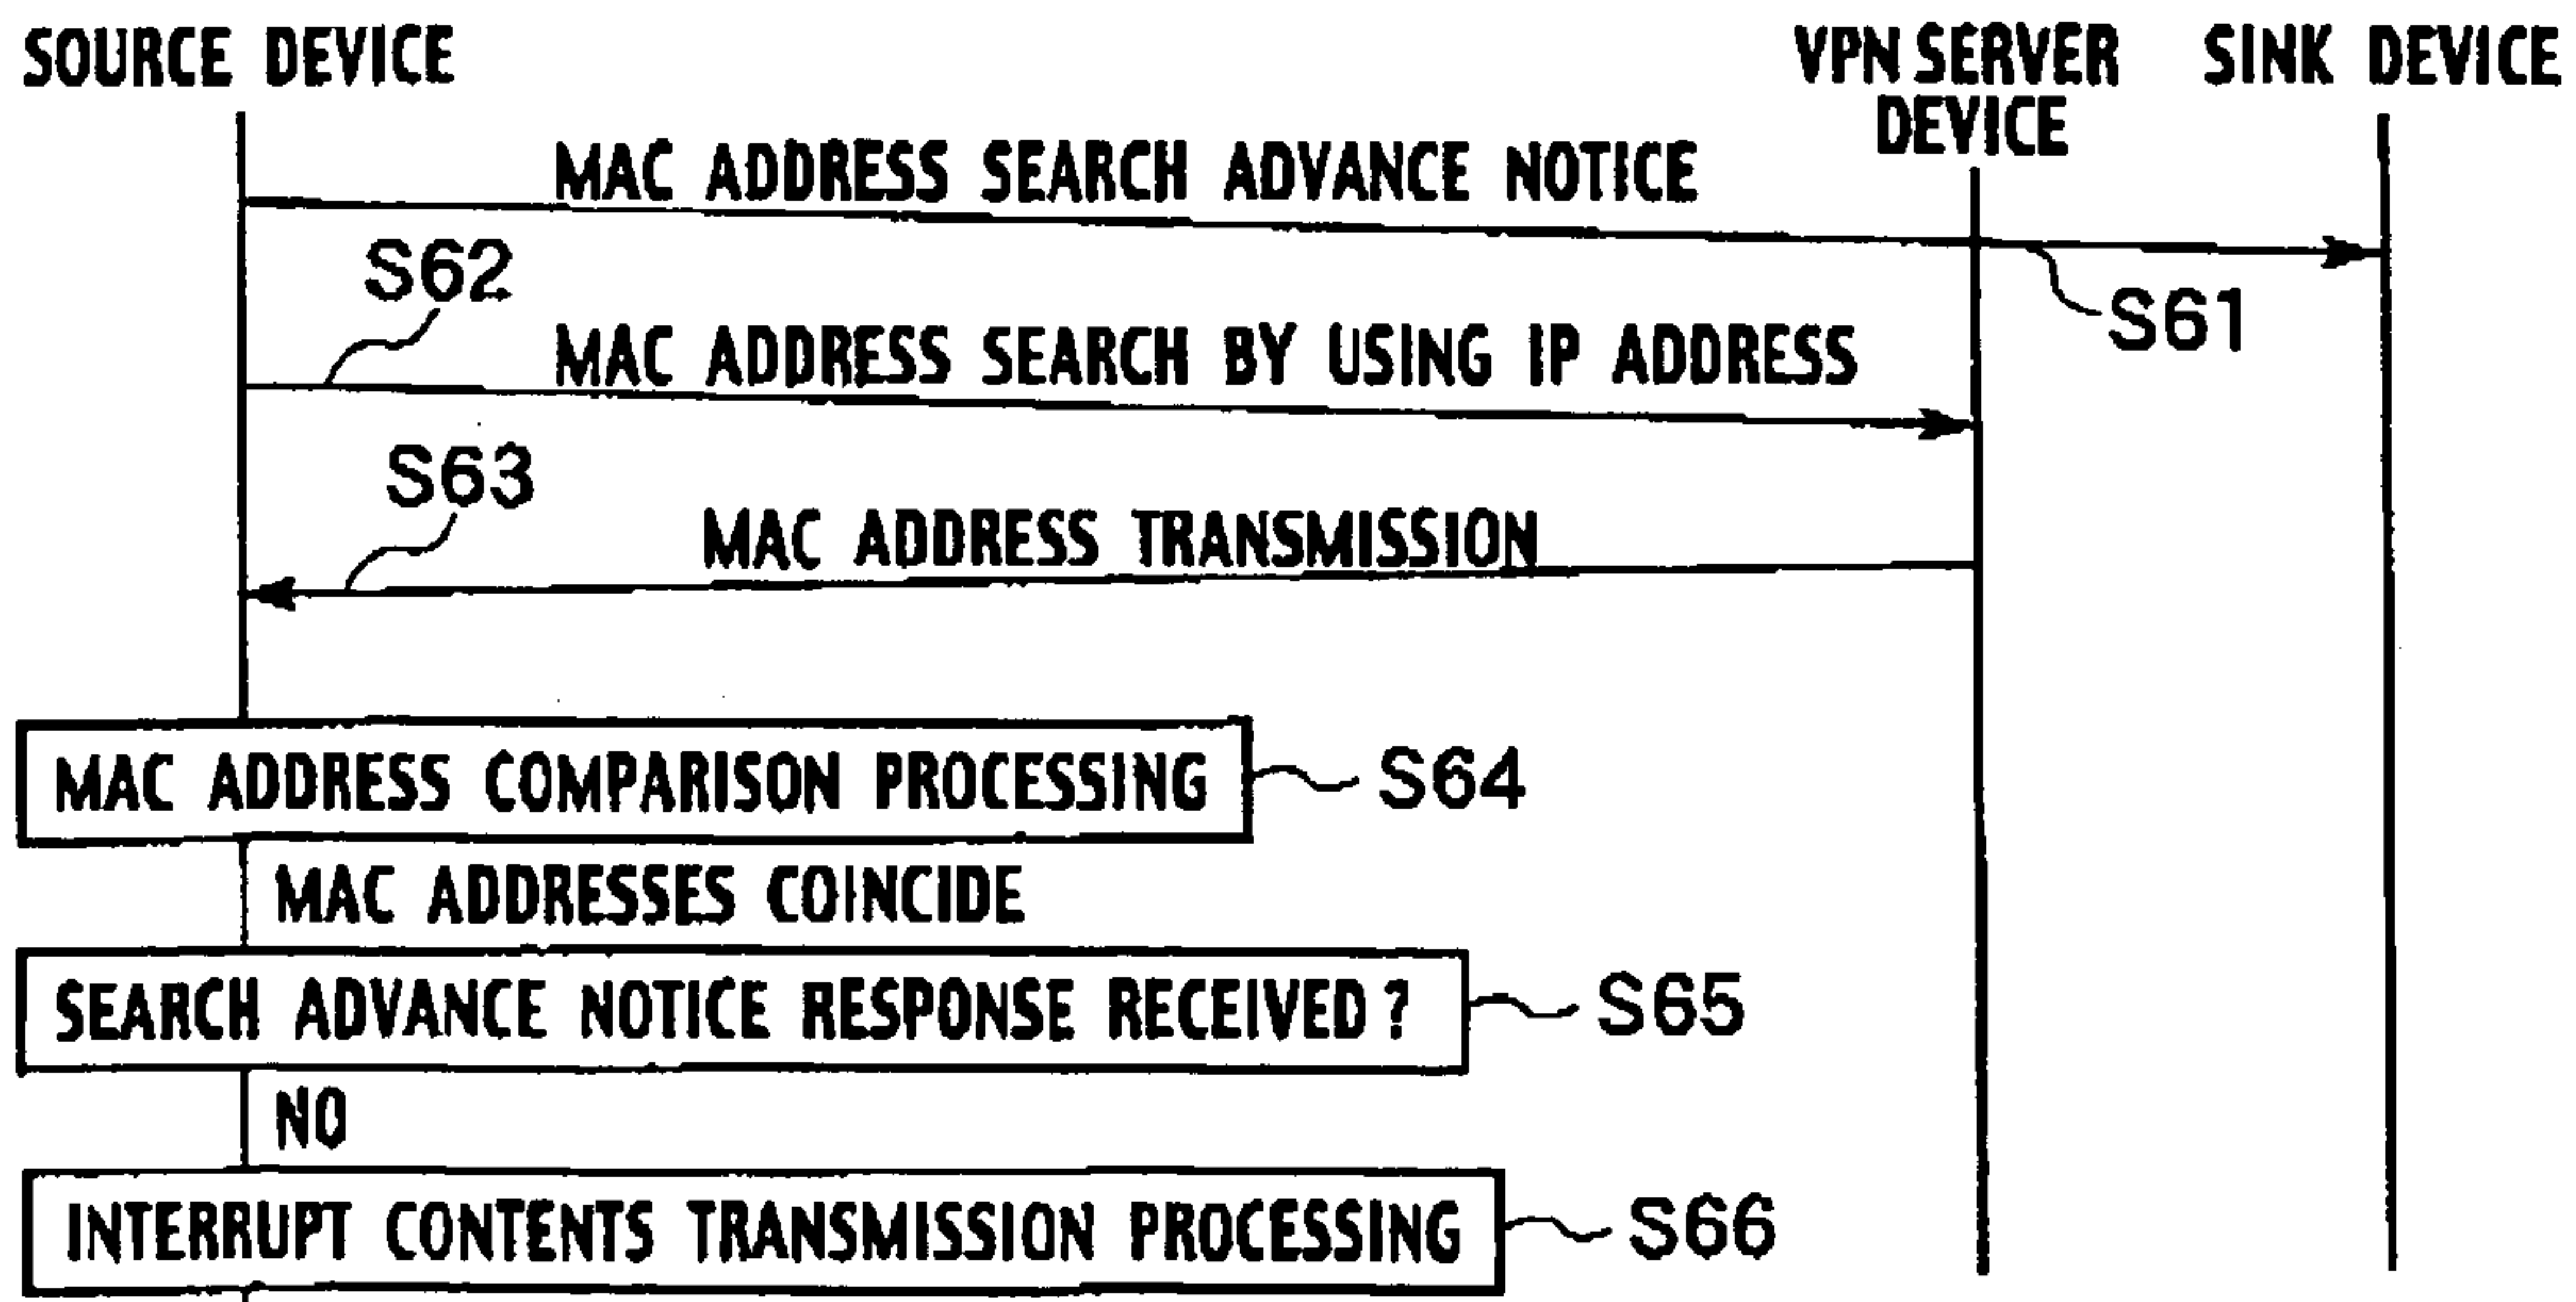 SOURCE DEVICE
VPN SERVER
DEVICE
SINK DEVICE
MAC ADDRESS SEARCH ADVANCE NOTICE
S61
S62
MAC ADDRESS SEARCH BY USING IP ADDRESS
S63
MAC ADDRESS TRANSMISSION
MAC ADDRESS COMPARISON PROCESSING
S64
MAC ADDRESSES COINCIDE
SEARCH ADVANCE NOTICE RESPONSE RECEIVED?
S65
NO
INTERRUPT CONTENTS TRANSMISSION PROCESSING
S66